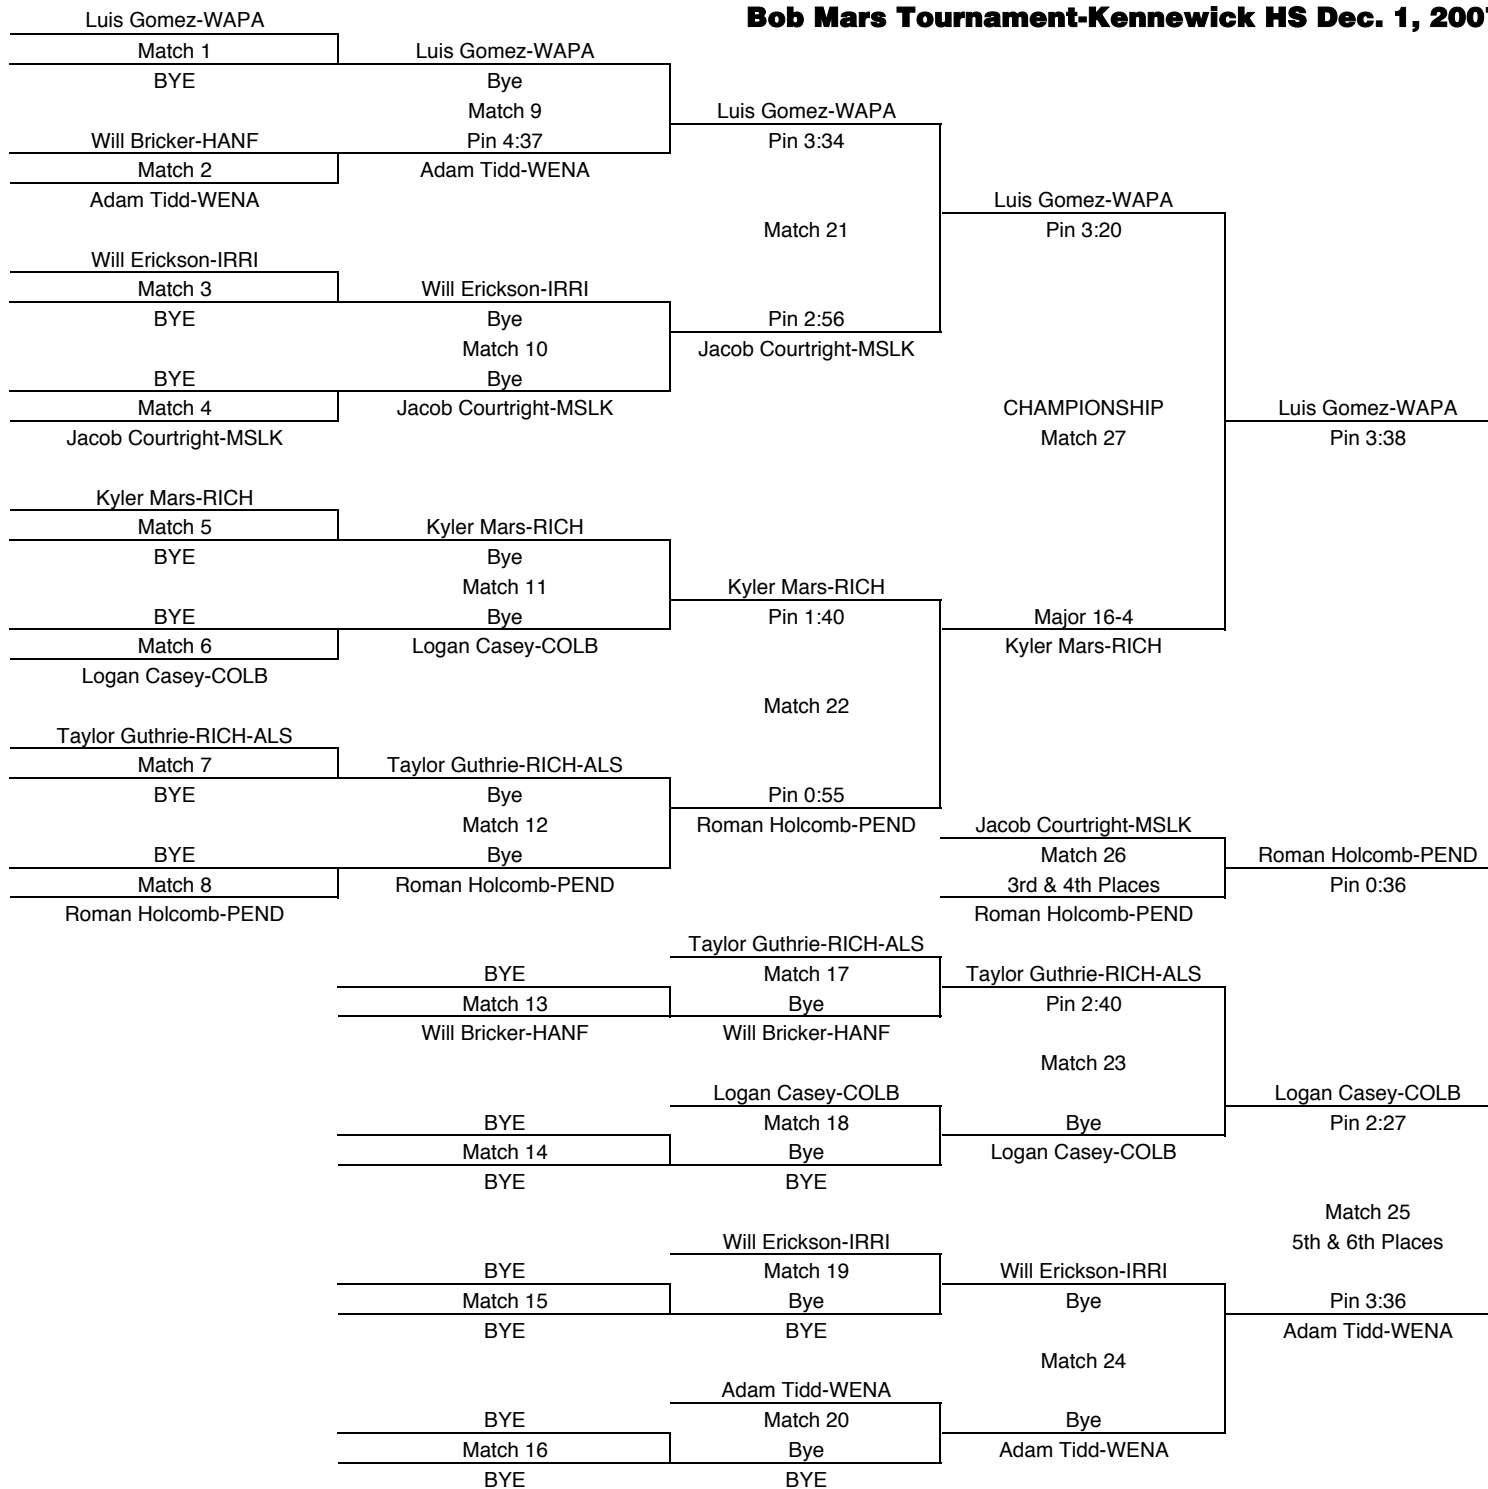 Bob Mars Tournament-Kennewick HS Dec. 1, 200
Luis Gomez-WAPA
Match 1
BYE
Will Bricker-HANF
Match 2
Adam Tidd-WENA
Will Erickson-IRRI
Match 3
BYE
BYE
Match 4
Jacob Courtright-MSLK
Kyler Mars-RICH
Match 5
BYE
BYE
Match 6
Logan Casey-COLB
Taylor Guthrie-RICH-ALS
Match 7
BYE
BYE
Match 8
Roman Holcomb-PEND
Luis Gomez-WAPA
Bye
Match 9
Pin 4:37
Adam Tidd-WENA
Will Erickson-IRRI
Bye
Match 10
Bye
Jacob Courtright-MSLK
Kyler Mars-RICH
Bye
Match 11
Bye
Logan Casey-COLB
Taylor Guthrie-RICH-ALS
Bye
Match 12
Bye
Roman Holcomb-PEND
Luis Gomez-WAPA
Pin 3:34
Match 21
Pin 2:56
Jacob Courtright-MSLK
Kyler Mars-RICH
Pin 1:40
Match 22
Pin 0:55
Roman Holcomb-PEND
Luis Gomez-WAPA
Pin 3:20
CHAMPIONSHIP
Match 27
Major 16-4
Kyler Mars-RICH
Luis Gomez-WAPA
Pin 3:38
Jacob Courtright-MSLK
Match 26
3rd & 4th Places
Roman Holcomb-PEND
Roman Holcomb-PEND
Pin 0:36
BYE
Match 13
Will Bricker-HANF
BYE
Match 14
BYE
BYE
Match 15
BYE
BYE
Match 16
BYE
Taylor Guthrie-RICH-ALS
Match 17
Bye
Will Bricker-HANF
Logan Casey-COLB
Match 18
Bye
BYE
Will Erickson-IRRI
Match 19
Bye
BYE
Adam Tidd-WENA
Match 20
Bye
BYE
Taylor Guthrie-RICH-ALS
Pin 2:40
Match 23
Bye
Logan Casey-COLB
Will Erickson-IRRI
Bye
Match 24
Bye
Adam Tidd-WENA
Logan Casey-COLB
Pin 2:27
Match 25
5th & 6th Places
Pin 3:36
Adam Tidd-WENA